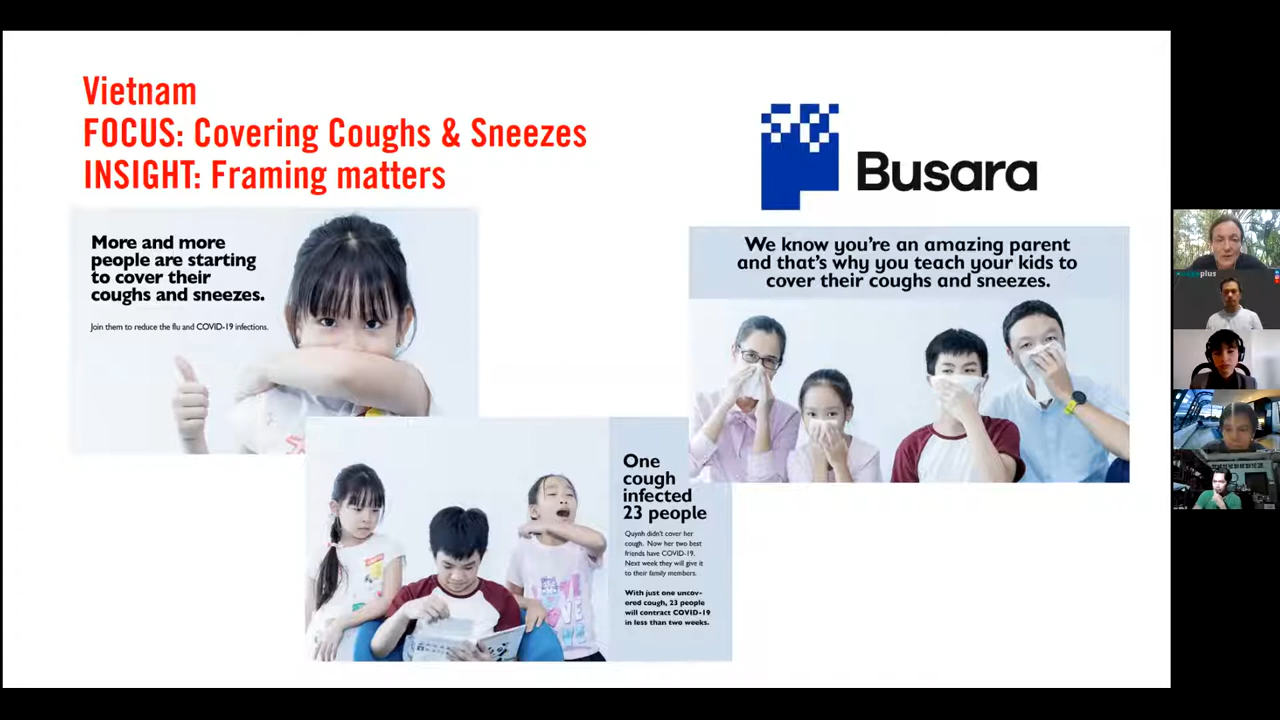 Vietnam
FOCUS: Covering Coughs & Sneezes
INSIGHT: Framing matters
Busara
More and more
people are starting
to cover their
coughs and sneezes.
Join them to reduce the flu and COVID-19 infections.
We know you're an amazing parent
and that's why you teach your kids to
cover their coughs and sneezes.
One
cough
infected
23 people
Quynh didn't cover her
cough. Now her two best
friends have COVID-19.
Next week they will give it
to their family members.
With just one uncov-
ered cough, 23 people
will contract COVID-19
in less than two weeks.